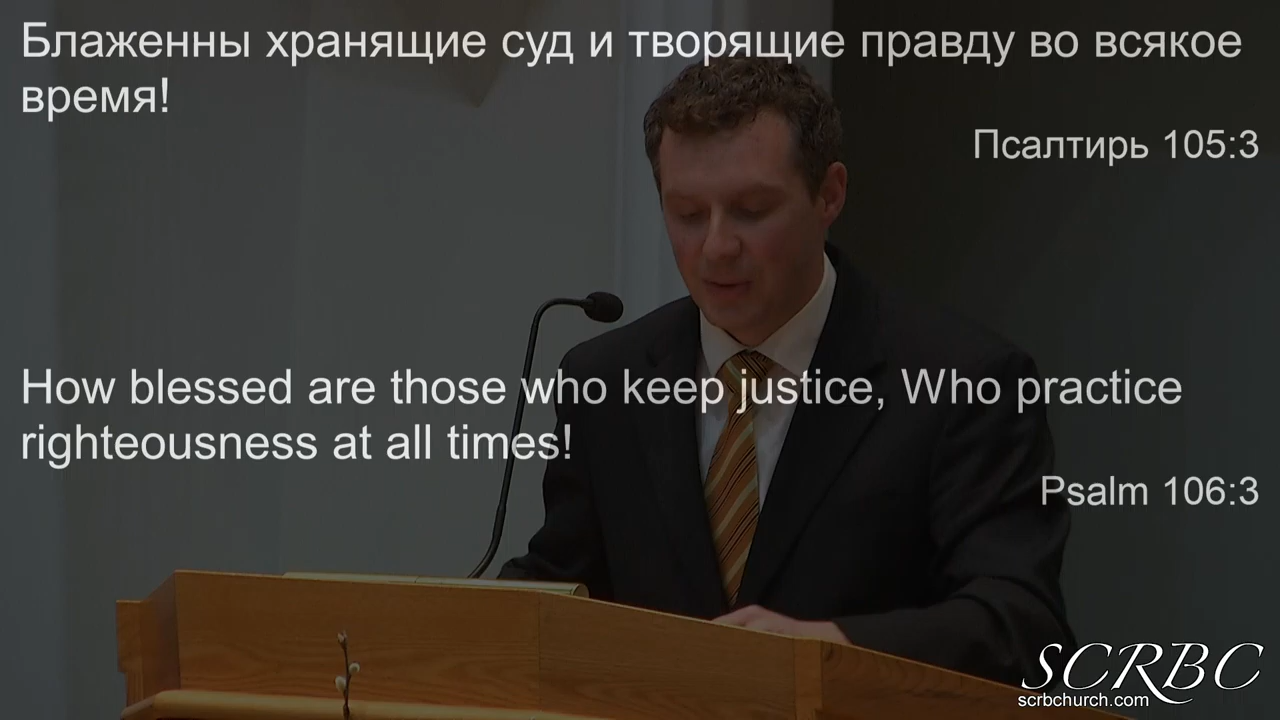 Блаженны хранящие суд и творящие правду во всякое
время!
Псалтирь 105:3
How blessed are those who keep justice, Who practice
righteousness at all times!
Psalm 106:3
SCRBC
scrbchurch.com